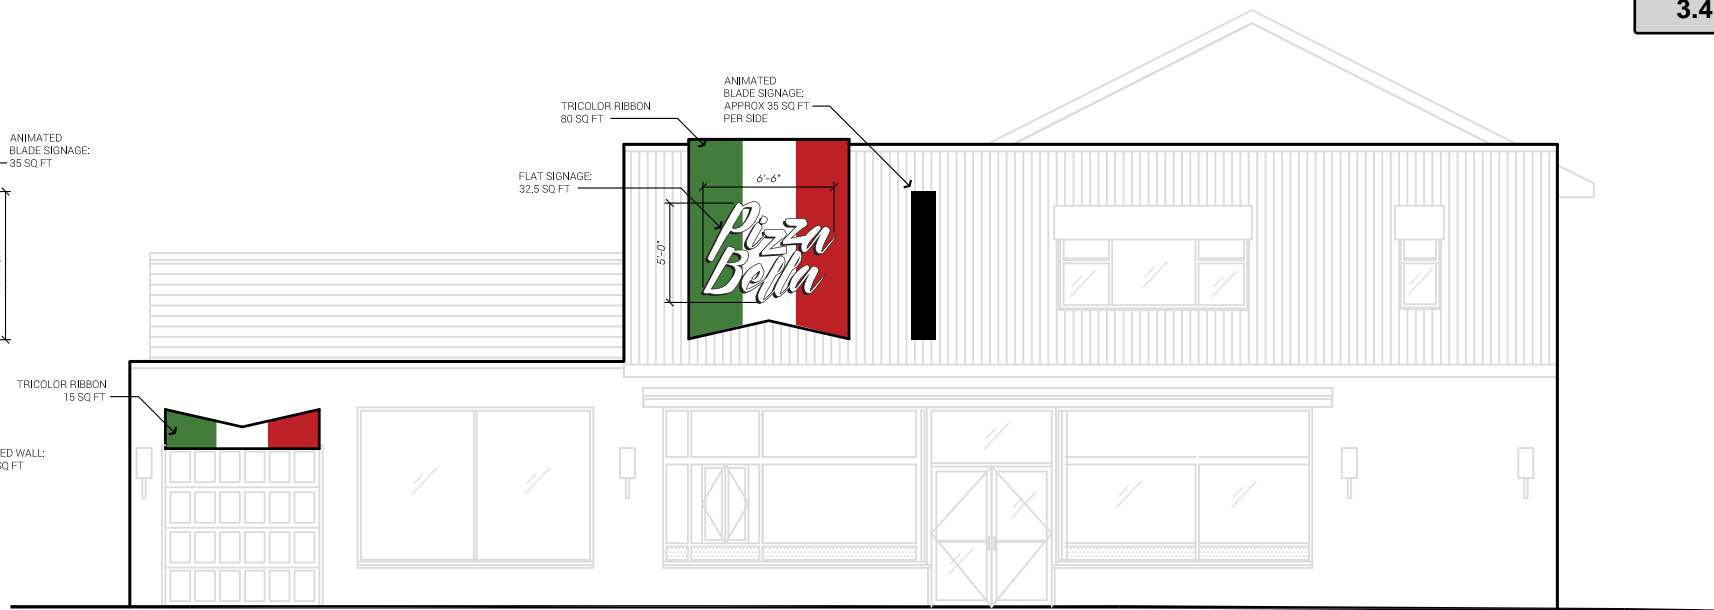 3.4
ANIMATED
BLADE SIGNAGE:
APPROX 35 SQ FT
PER SIDE
TRICOLOR RIBBON
80 SQ FT
ANIMATED
BLADE SIGNAGE:
35 SQ FT
FLAT SIGNAGE:
32.5 SQ FT
6'-6"
5'-0"
Pizza
Bella
TRICOLOR RIBBON
15 SQ FT
ED WALL:
SQ FT